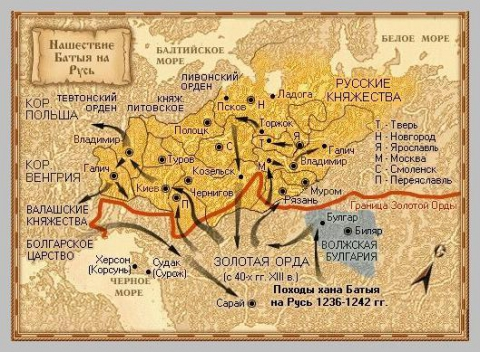 Нашествие
Батыя на
Русь
БАЛТИЙСКОЕ
МОРЕ
БЕЛОЕ МОРЕ
ЛИВОНСКИЙ
ОРДЕН
ТЕВТОНСКИЙ
ОРДЕН
КНЯЖ.
ЛИТОВСКОЕ
КОР.
ПОЛЬША
РУССКИЕ
КНЯЖЕСТВА
Ладога
Псков
Н
Торжок
Т
Полоцк
Я
Владимир
С
М
Галич
Владимир
Туров
Козельск
КОР.
ВЕНГРИЯ
Галич
Киев
Чернигов
П
Муром
Рязань
Т - Тверь
Н - Новгород
Я - Ярославль
М - Москва
С - Смоленск
П - Переяславль
Граница Золотой Орды
ВАЛАШСКИЕ
КНЯЖЕСТВА
БОЛГАРСКОЕ
ЦАРСТВО
Булгар
Биляр
ВОЛЖСКАЯ
БУЛГАРИЯ
Херсон
(Корсунь)
Судак
(Сурож)
ЧЕРНОЕ
МОРЕ
ЗОЛОТАЯ ОРДА
(с 40-х гг. XIII в.)
Сарай
Походы хана Батыя
на Русь 1236-1242 гг.